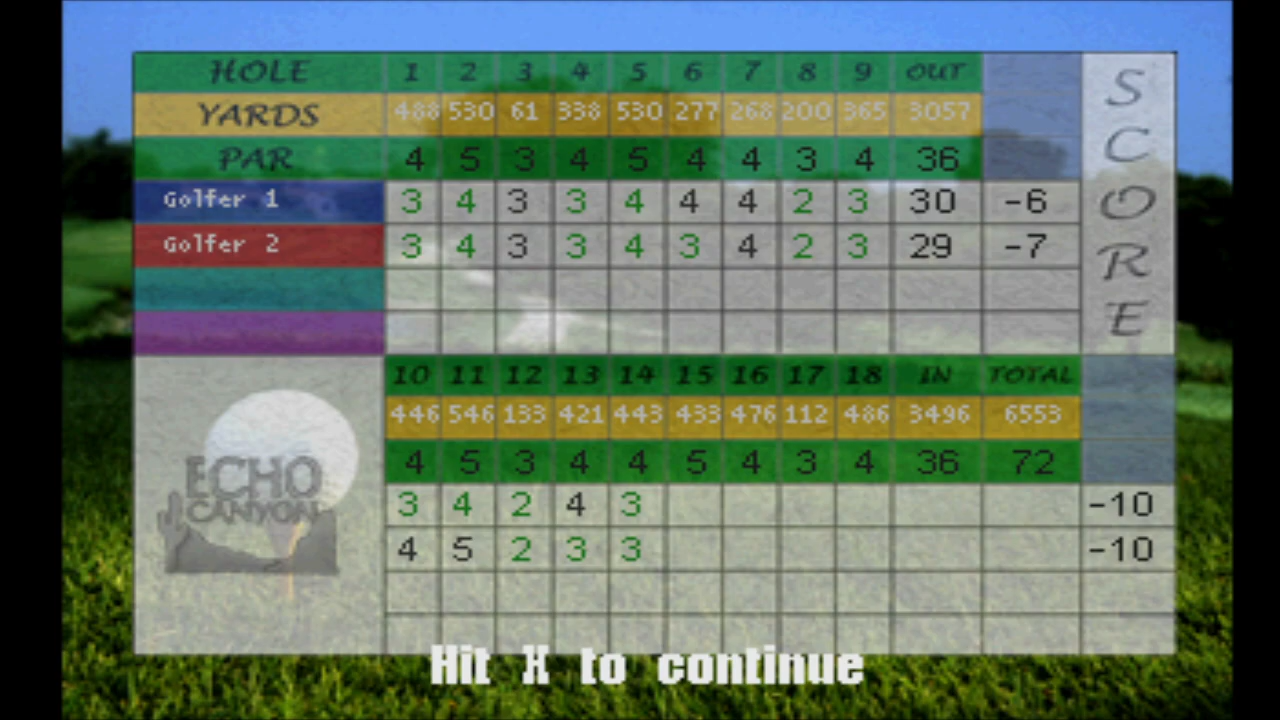 HOLE 1 2 3 4 5 6 7 8 9 OUT
YARDS 488 530 61 338 530 277 268 200 365 3057
PAR 4 5 3 4 5 4 4 3 4 36
Golfer 1 3 4 3 3 4 4 4 2 3 30 -6
Golfer 2 3 4 3 3 4 3 4 2 3 29 -7
SCORE
10 11 12 13 14 15 16 17 18 IN TOTAL
446 546 133 421 443 433 476 112 486 3496 6553
4 5 3 4 4 5 4 3 4 36 72
3 4 2 4 3 -10
4 5 2 3 3 -10
ECHO
CANYON
Hit X to continue